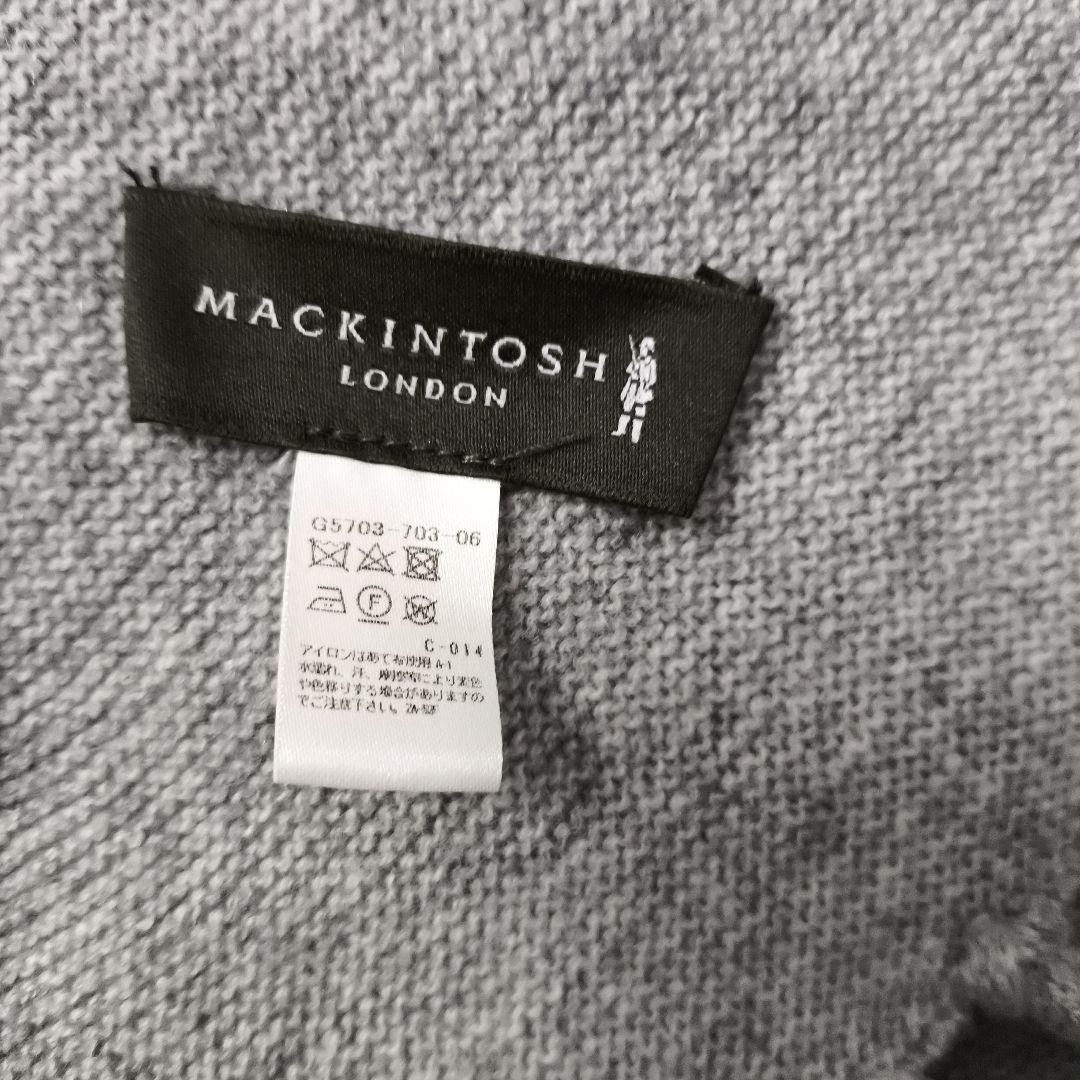 MACKINTOSH
LONDON
G5703-703-06
F
W
C-014
アイロンはあて布使用 A-1
水濡れ、汗、摩擦等により変色
や色移りする場合がありますの
でご注意下さい。